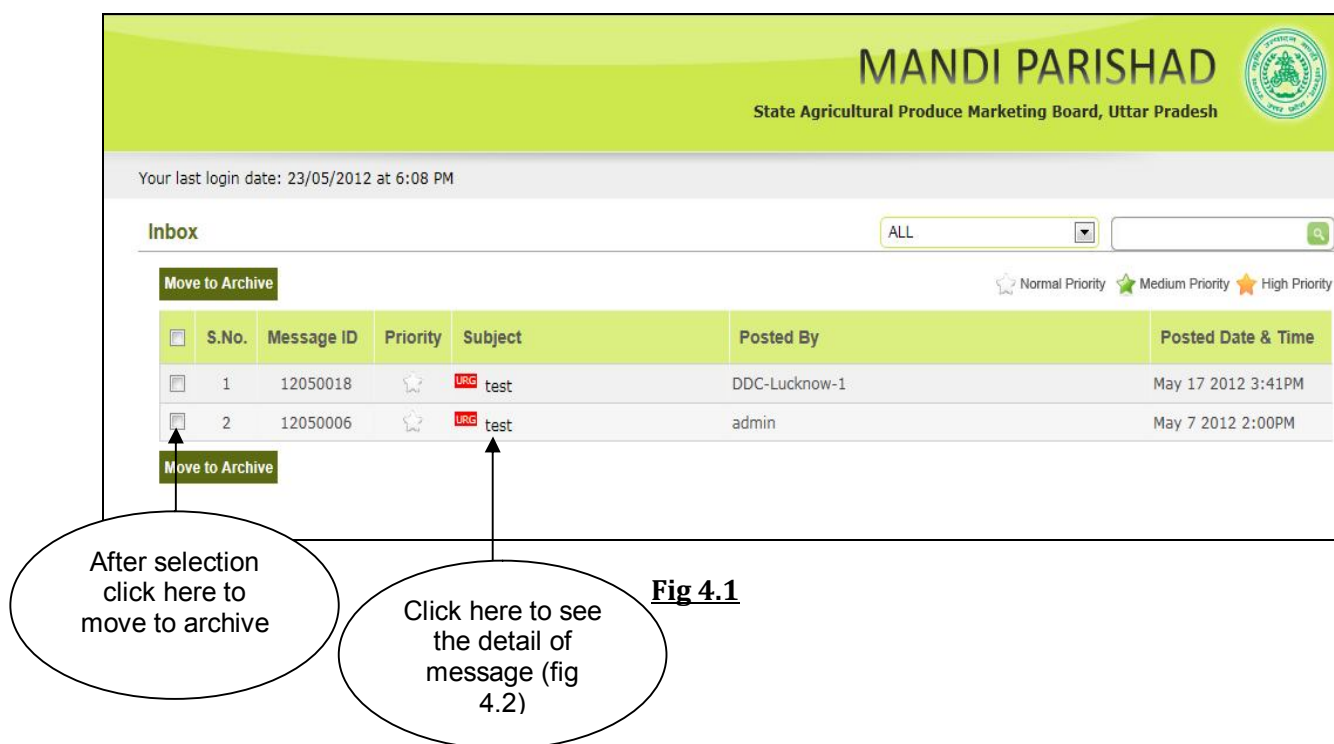 MANDI PARISHAD
State Agricultural Produce Marketing Board, Uttar Pradesh
Your last login date: 23/05/2012 at 6:08 PM
Inbox
ALL
Move to Archive
Normal Priority Medium Priority High Priority
S.No. Message ID Priority Subject Posted By Posted Date & Time
1 12050018 URG test DDC-Lucknow-1 May 17 2012 3:41PM
2 12050006 URG test admin May 7 2012 2:00PM
Move to Archive
After selection
click here to
move to archive
Click here to see
the detail of
message (fig
4.2)
Fig 4.1